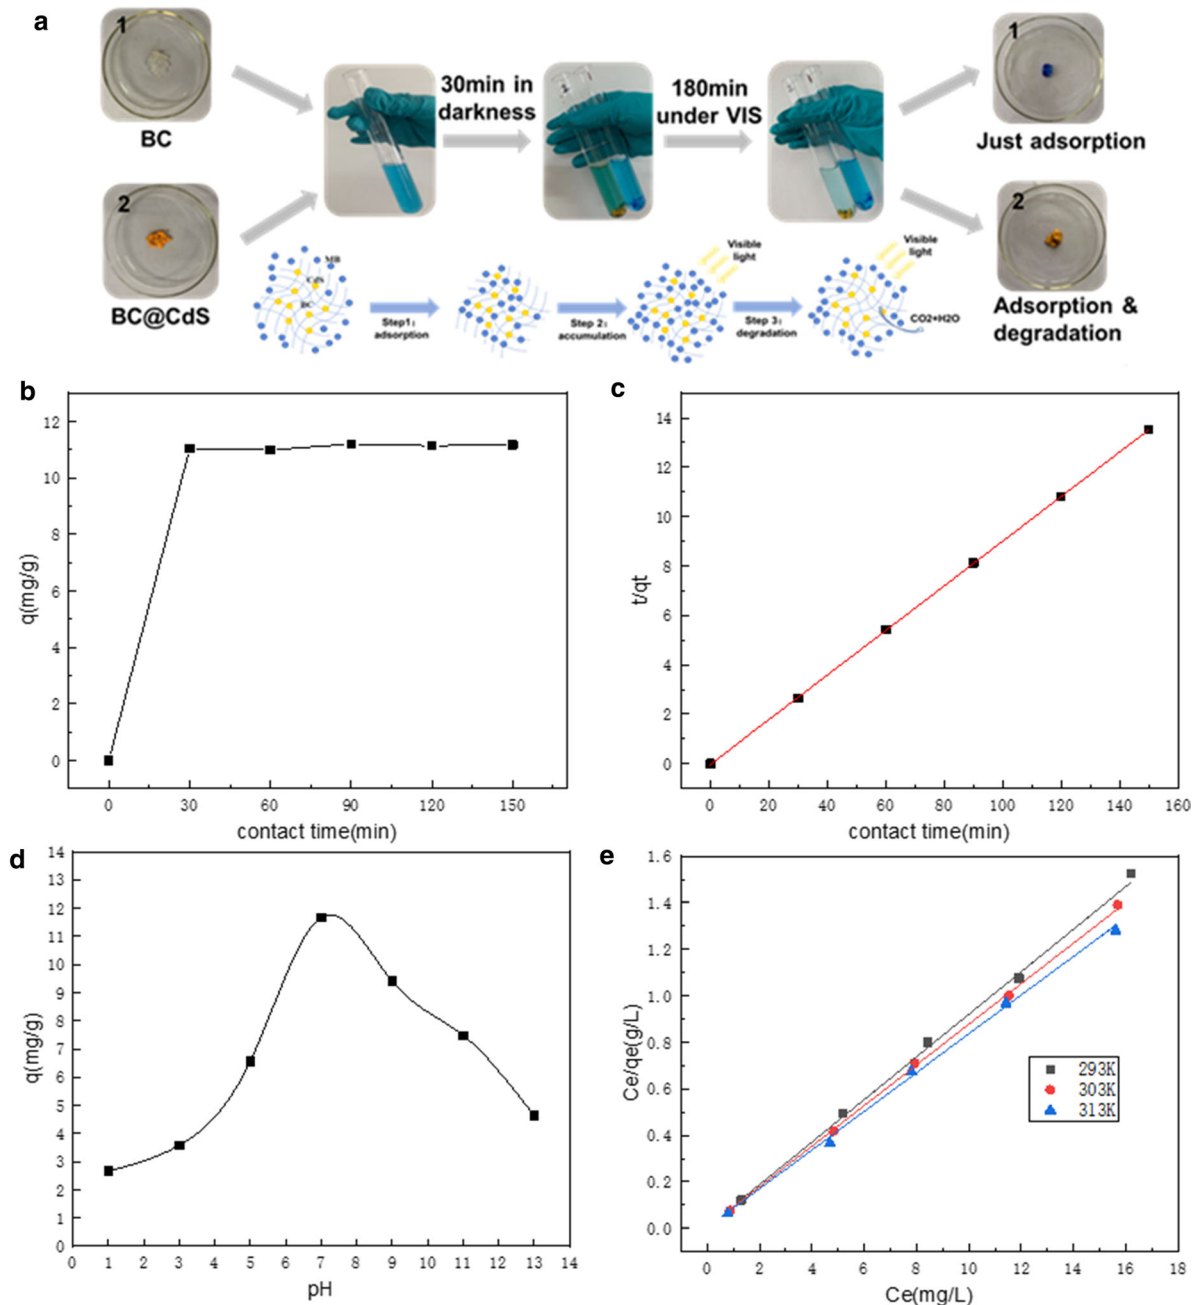 a
1
BC
2
BC@CdS
30min in
darkness
180min
under VIS
1
Just adsorption
2
Adsorption &
degradation
MB
CdS
BC
Step1:
adsorption
Step 2:
accumulation
Visible
light
Step 3:
degradation
Visible
light
CO2+H2O
b
12
10
8
6
4
2
0
q(mg/g)
0 30 60 90 120 150
contact time(min)
c
14
12
10
8
6
4
2
0
t/qt
0 20 40 60 80 100 120 140 160
contact time(min)
d
14
13
12
11
10
9
8
7
6
5
4
3
2
1
0
q(mg/g)
0 1 2 3 4 5 6 7 8 9 10 11 12 13 14
pH
e
1.6
1.4
1.2
1.0
0.8
0.6
0.4
0.2
0.0
Ce/qe(g/L)
293K
303K
313K
0 2 4 6 8 10 12 14 16 18
Ce(mg/L)